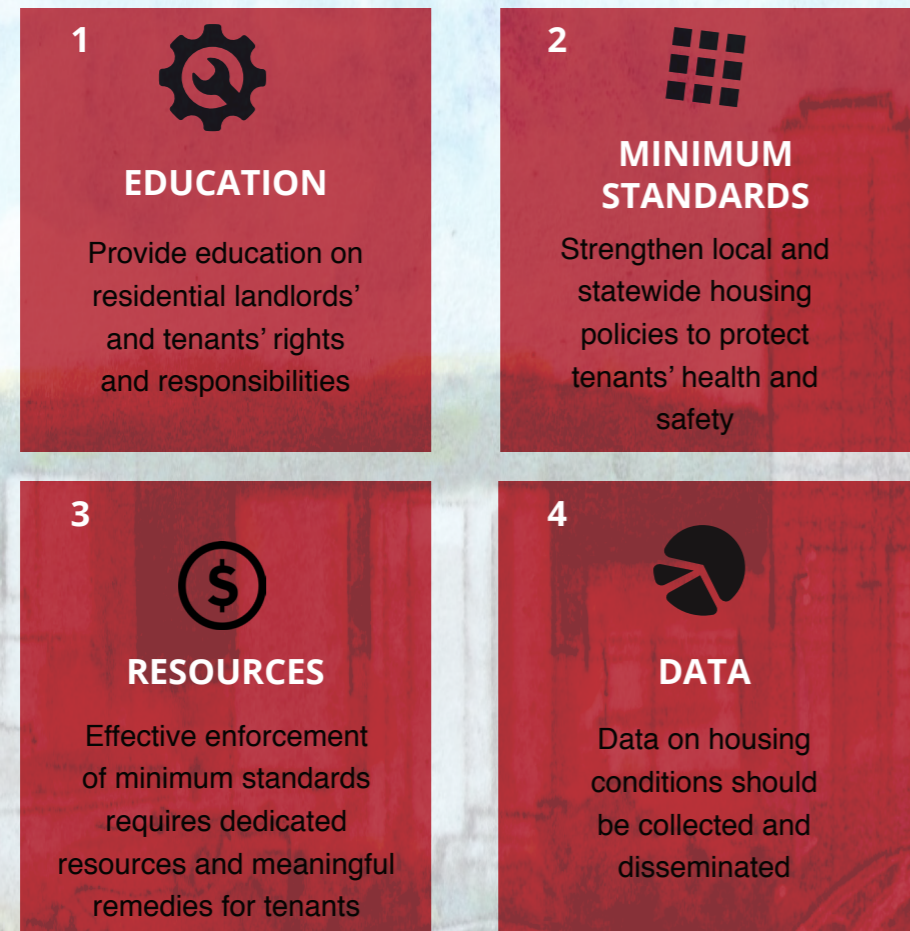 1
EDUCATION
Provide education on
residential landlords’
and tenants’ rights
and responsibilities
2
MINIMUM
STANDARDS
Strengthen local and
statewide housing
policies to protect
tenants’ health and
safety
3
$
RESOURCES
Effective enforcement
of minimum standards
requires dedicated
resources and meaningful
remedies for tenants
4
DATA
Data on housing
conditions should
be collected and
disseminated